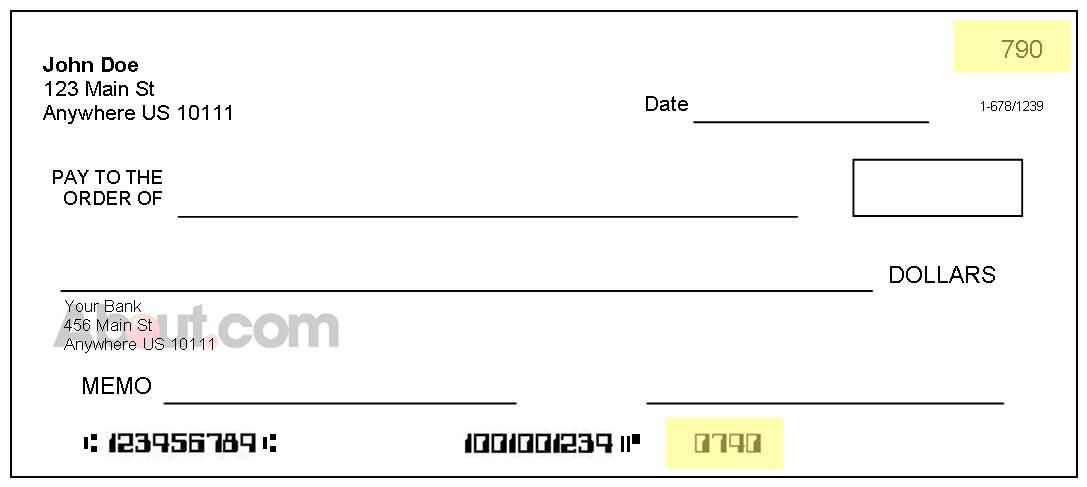 790
John Doe
123 Main St
Anywhere US 10111
Date
1-678/1239
PAY TO THE
ORDER OF
DOLLARS
About.com
Your Bank
456 Main St
Anywhere US 10111
MEMO
⑆ 123456789 ⑆ 1001001239 ⑈ 0790